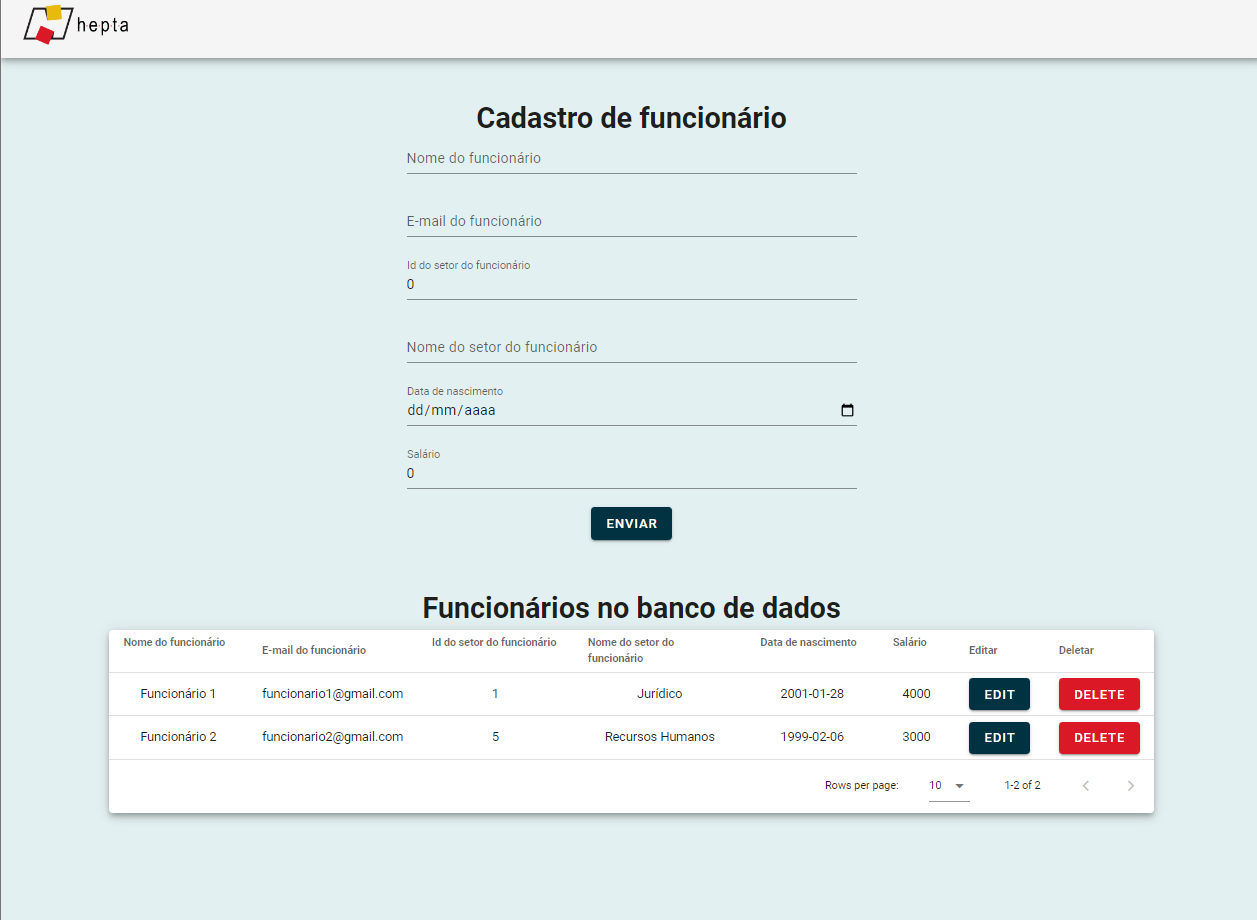 hepta
Cadastro de funcionário
Nome do funcionário
E-mail do funcionário
Id do setor do funcionário
0
Nome do setor do funcionário
Data de nascimento
dd/mm/aaaa
Salário
0
ENVIAR
Funcionários no banco de dados
Nome do funcionário E-mail do funcionário Id do setor do funcionário Nome do setor do funcionário Data de nascimento Salário Editar Deletar
Funcionário 1 funcionario1@gmail.com 1 Jurídico 2001-01-28 4000 EDIT DELETE
Funcionário 2 funcionario2@gmail.com 5 Recursos Humanos 1999-02-06 3000 EDIT DELETE
Rows per page: 10 1-2 of 2